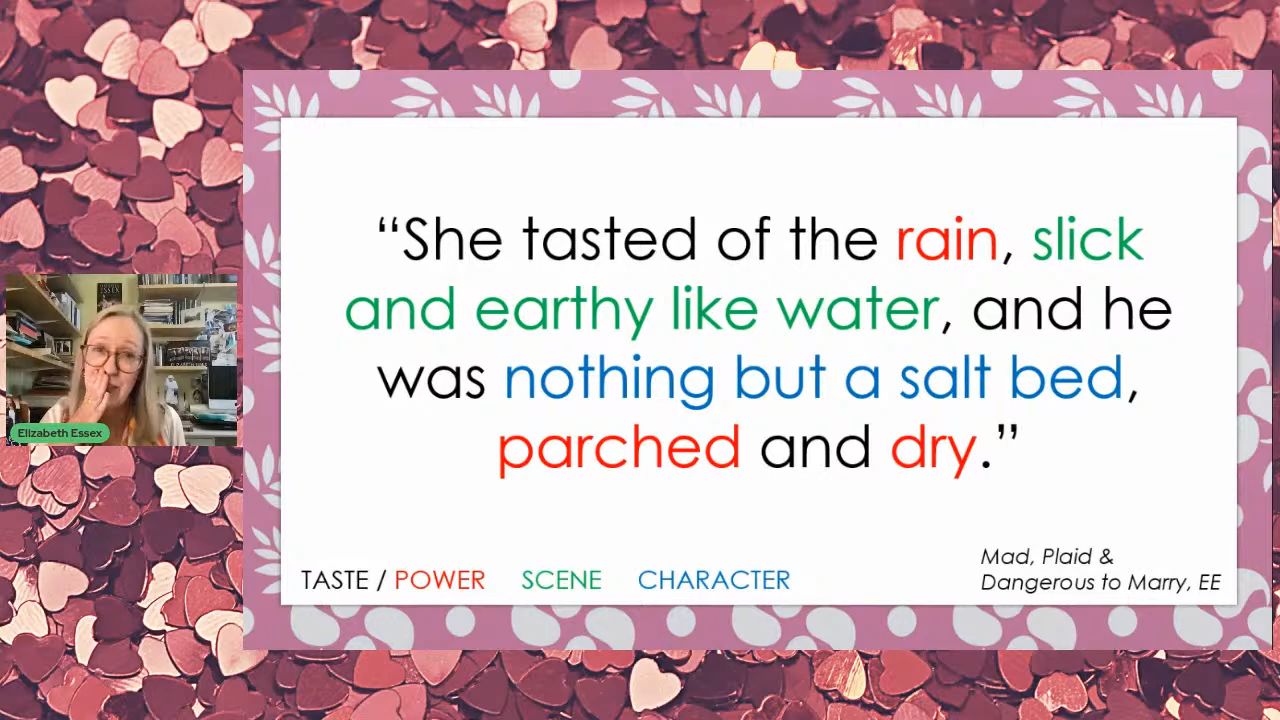 “She tasted of the rain, slick
and earthy like water, and he
was nothing but a salt bed,
parched and dry.”
TASTE / POWER SCENE CHARACTER
Mad, Plaid &
Dangerous to Marry, EE
Elizabeth Essex